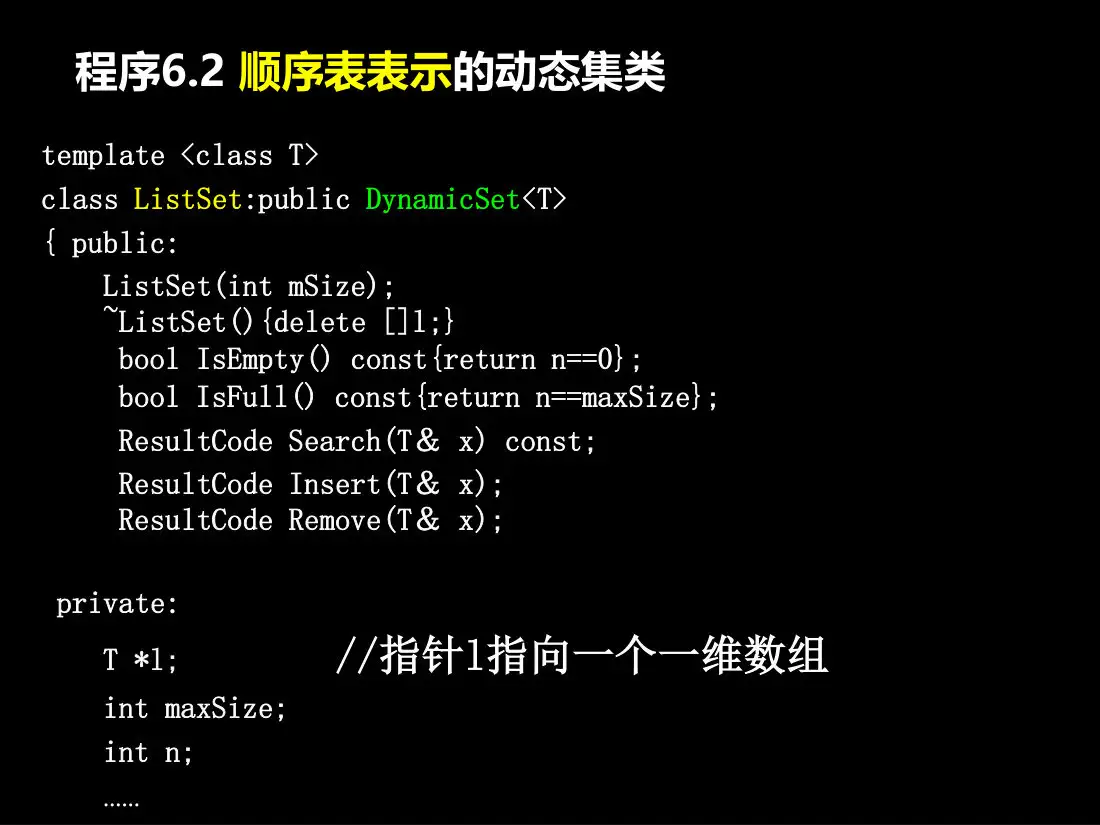 程序6.2 顺序表表示的动态集类
template <class T>
class ListSet:public DynamicSet<T>
{ public:
ListSet(int mSize);
~ListSet(){delete []l;}
bool IsEmpty() const{return n==0};
bool IsFull() const{return n==maxSize};
ResultCode Search(T& x) const;
ResultCode Insert(T& x);
ResultCode Remove(T& x);
private:
T *l; //指针l指向一个一维数组
int maxSize;
int n;
……